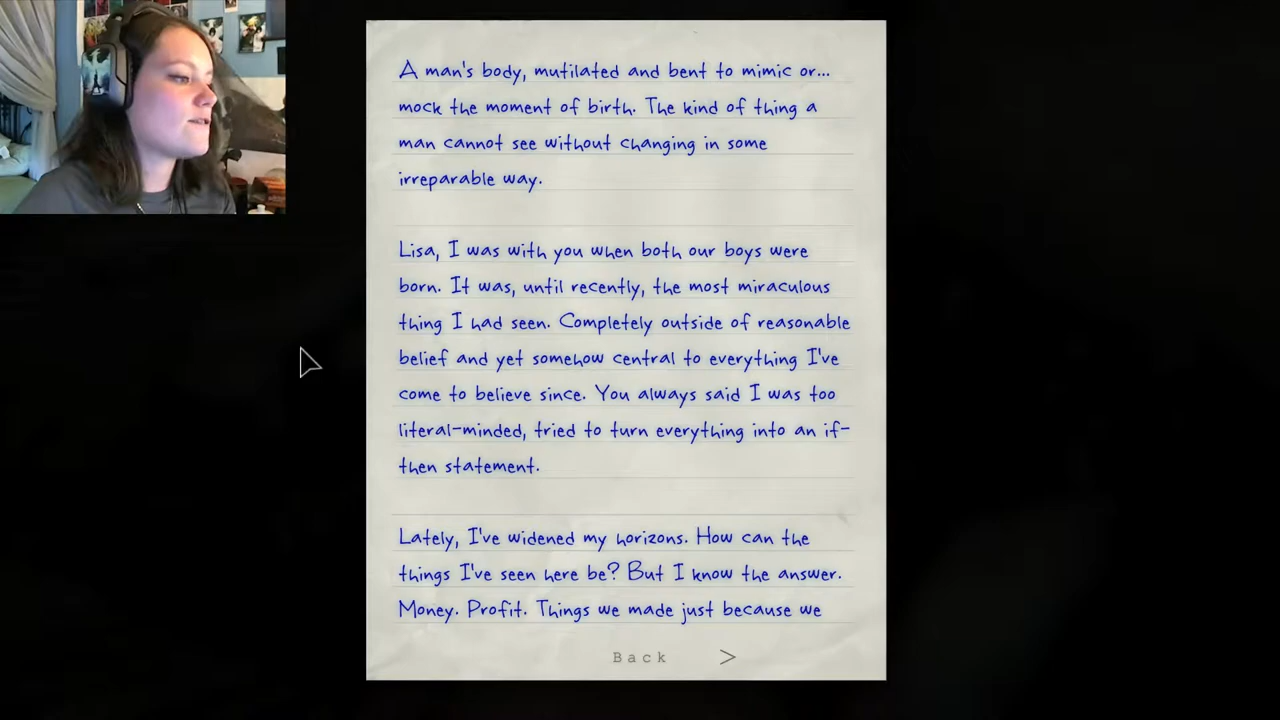 A man's body, mutilated and bent to mimic or...
mock the moment of birth. The kind of thing a
man cannot see without changing in some
irreparable way.
Lisa, I was with you when both our boys were
born. It was, until recently, the most miraculous
thing I had seen. Completely outside of reasonable
belief and yet somehow central to everything I've
come to believe since. You always said I was too
literal-minded, tried to turn everything into an if-
then statement.
Lately, I've widened my horizons. How can the
things I've seen here be? But I know the answer.
Money. Profit. Things we made just because we
Back >